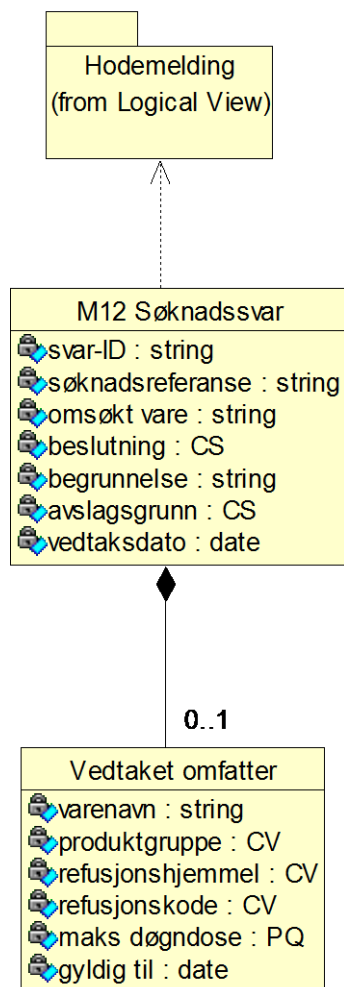 Hodemelding
(from Logical View)
M12 Søknadssvar
svar-ID : string
søknadsreferanse : string
omsøkt vare : string
beslutning : CS
begrunnelse : string
avslagsgrunn : CS
vedtaksdato : date
0..1
Vedtaket omfatter
varenavn : string
produktgruppe : CV
refusjonshjemmel : CV
refusjonskode : CV
maks døgndose : PQ
gyldig til : date